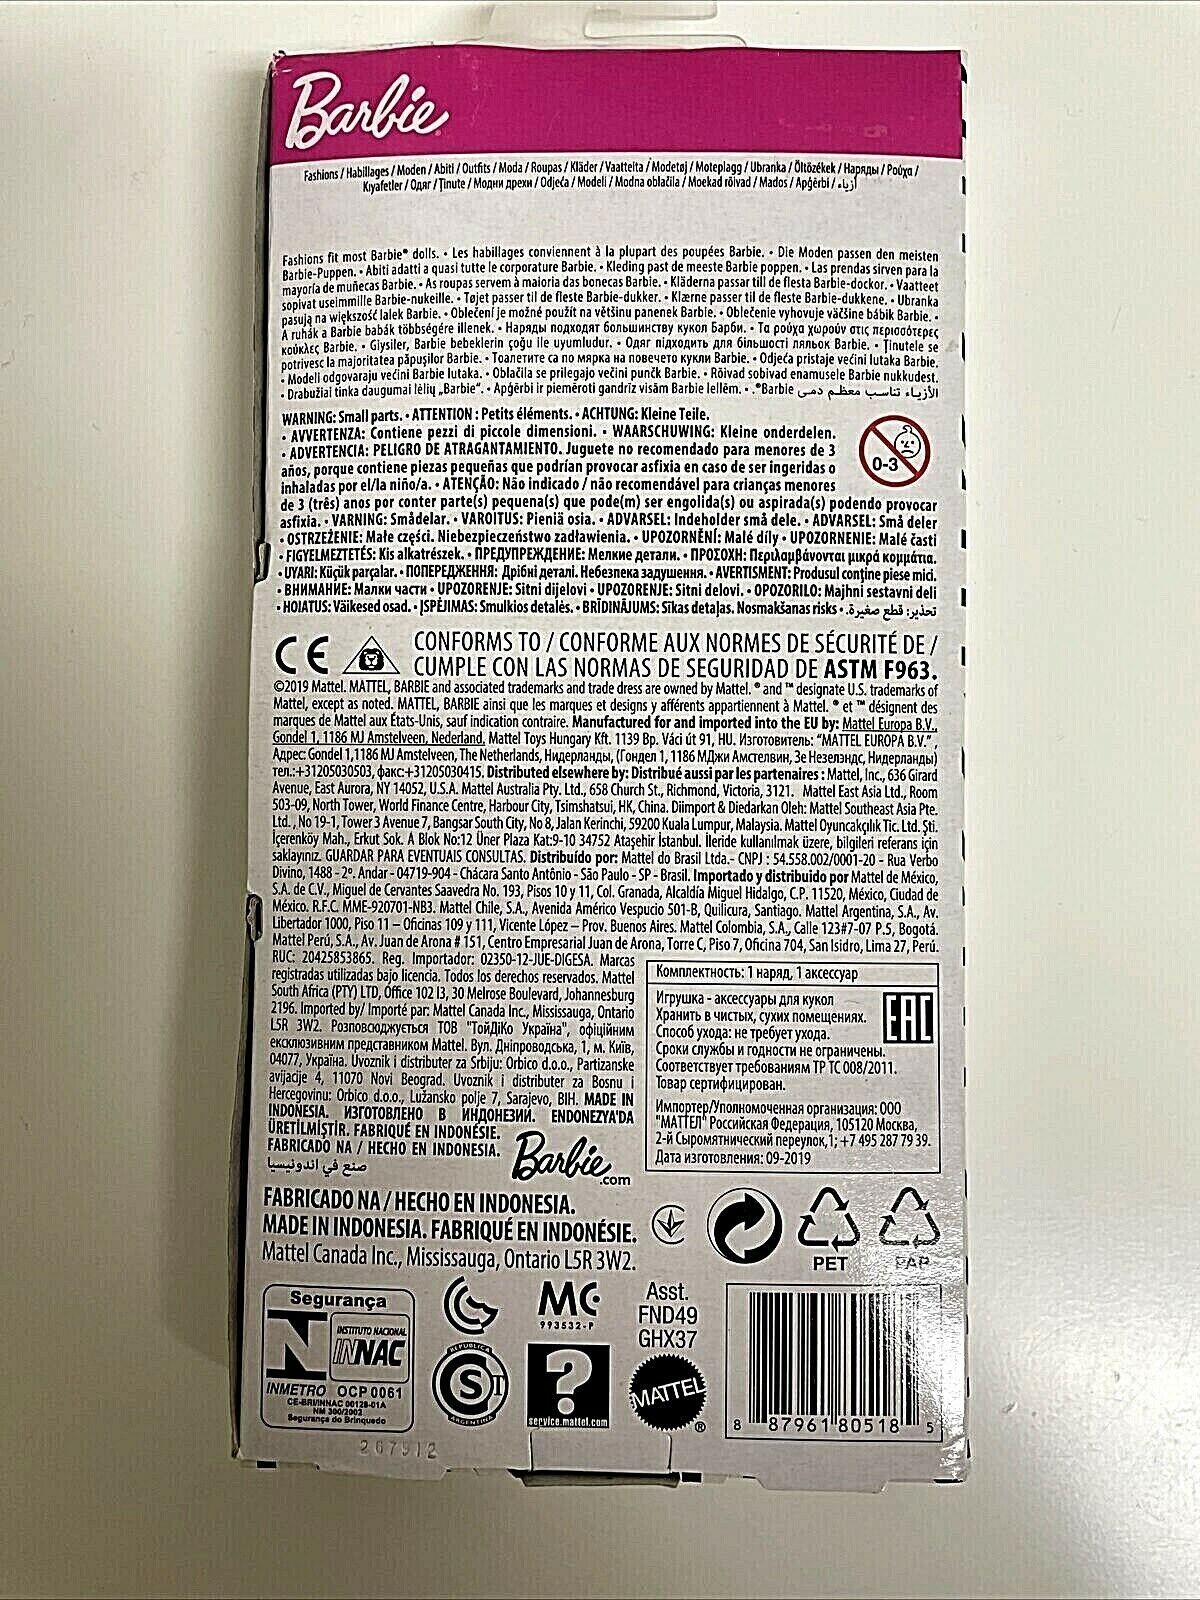 Barbie
Fashions / Habillages / Moden / Abiti / Outfits / Moda / Roupas / Kläder / Vaatteita / Modetøj / Moteplagg / Ubranka / Öltözékek / Наряды / Ρούχα /
Kıyafetler / Одяг / Ținute / Модни дрехи / Odjeća / Modeli / Modna oblačila / Moekad rõivad / Mados / Apģērbi / أزياء
Fashions fit most Barbie® dolls. • Les habillages conviennent à la plupart des poupées Barbie. • Die Moden passen den meisten
Barbie-Puppen. • Abiti adatti a quasi tutte le corporature Barbie. • Kleding past de meeste Barbie poppen. • Las prendas sirven para la
mayoría de muñecas Barbie. • As roupas servem à maioria das bonecas Barbie. • Kläderna passar till de flesta Barbie-dockor. • Vaatteet
sopivat useimmille Barbie-nukeille. • Tøjet passer til de fleste Barbie-dukker. • Klærne passer til de fleste Barbie-dukkene. • Ubranka
pasują na większość lalek Barbie. • Oblečení je možné použít na většinu panenek Barbie. • Oblečenie vyhovuje väčšine bábik Barbie. •
A ruhák a Barbie babák többségére illenek. • Наряды подходят большинству кукол Барби. • Τα ρούχα χωρούν στις περισσότερες
κούκλες Barbie. • Giysiler, Barbie bebeklerin çoğu ile uyumludur. • Одяг підходить для більшості ляльок Barbie. • Ținutele se
potrivesc la majoritatea păpușilor Barbie. • Тоалетите са по мярка на повечето кукли Barbie. • Odjeća pristaje većini lutaka Barbie.
• Modeli odgovaraju većini Barbie lutaka. • Oblačila se prilegajo večini punčk Barbie. • Rõivad sobivad enamusele Barbie nukkudest.
• Drabužiai tinka daugumai lėlių „Barbie“. • Apģērbi ir piemēroti gandrīz visām Barbie lellēm. • الأزياء تناسب معظم دمى Barbie®.
WARNING: Small parts. • ATTENTION : Petits éléments. • ACHTUNG: Kleine Teile.
• AVVERTENZA: Contiene pezzi di piccole dimensioni. • WAARSCHUWING: Kleine onderdelen.
• ADVERTENCIA: PELIGRO DE ATRAGANTAMIENTO. Juguete no recomendado para menores de 3
años, porque contiene piezas pequeñas que podrían provocar asfixia en caso de ser ingeridas o
inhaladas por el/la niño/a. • ATENÇÃO: Não indicado / não recomendável para crianças menores
0-3
de 3 (três) anos por conter parte(s) pequena(s) que pode(m) ser engolida(s) ou aspirada(s) podendo provocar
asfixia. • VARNING: Smådelar. • VAROITUS: Pieniä osia. • ADVARSEL: Indeholder små dele. • ADVARSEL: Små deler
• OSTRZEŻENIE: Małe części. Niebezpieczeństwo zadławienia. • UPOZORNĚNÍ: Malé díly • UPOZORNENIE: Malé časti
• FIGYELMEZTETÉS: Kis alkatrészek. • ПРЕДУПРЕЖДЕНИЕ: Мелкие детали. • ΠΡΟΣΟΧΗ: Περιλαμβάνονται μικρά κομμάτια.
• UYARI: Küçük parçalar. • ПОПЕРЕДЖЕННЯ: Дрібні деталі. Небезпека задушення. • AVERTISMENT: Produsul conține piese mici.
• ВНИМАНИЕ: Малки части • UPOZORENJE: Sitni dijelovi • UPOZORENJE: Sitni delovi. • OPOZORILO: Majhni sestavni deli
• HOIATUS: Väikesed osad. • ĮSPĖJIMAS: Smulkios detalės. • BRĪDINĀJUMS: Sīkas detaļas. Nosmakšanas risks • تحذير: قطع صغيرة.
CE CONFORMS TO / CONFORME AUX NORMES DE SÉCURITÉ DE /
CUMPLE CON LAS NORMAS DE SEGURIDAD DE ASTM F963.
©2019 Mattel. MATTEL, BARBIE and associated trademarks and trade dress are owned by Mattel. ® and ™ designate U.S. trademarks of
Mattel, except as noted. MATTEL, BARBIE ainsi que les marques et designs y afférents appartiennent à Mattel. ® et ™ désignent des
marques de Mattel aux États-Unis, sauf indication contraire. Manufactured for and imported into the EU by: Mattel Europa B.V.,
Gondel 1, 1186 MJ Amstelveen, Nederland. Mattel Toys Hungary Kft. 1139 Bp. Váci út 91, HU. Изготовитель: “MATTEL EUROPA B.V.” ,
Адрес: Gondel 1,1186 MJ Amstelveen, The Netherlands, Нидерланды, (Гондел 1, 1186 МДжи Амстелвин, Зе Незелэндс, Нидерланды)
тел.:+31205030503, факс:+31205030415. Distributed elsewhere by: Distribué aussi par les partenaires : Mattel, Inc., 636 Girard
Avenue, East Aurora, NY 14052, U.S.A. Mattel Australia Pty. Ltd., 658 Church St., Richmond, Victoria, 3121. Mattel East Asia Ltd., Room
503-09, North Tower, World Finance Centre, Harbour City, Tsimshatsui, HK, China. Diimport & Diedarkan Oleh: Mattel Southeast Asia Pte.
Ltd. , No 19-1, Tower 3 Avenue 7, Bangsar South City, No 8, Jalan Kerinchi, 59200 Kuala Lumpur, Malaysia. Mattel Oyuncakçılık Tic. Ltd. Şti.
İçerenköy Mah., Erkut Sok. A Blok No:12 Üner Plaza Kat:9-10 34752 Ataşehir İstanbul. İleride kullanılmak üzere, bilgileri referans için
saklayınız. GUARDAR PARA EVENTUAIS CONSULTAS. Distribuído por: Mattel do Brasil Ltda.- CNPJ : 54.558.002/0001-20 - Rua Verbo
Divino, 1488 - 2º. Andar - 04719-904 - Chácara Santo Antônio - São Paulo - SP - Brasil. Importado y distribuido por Mattel de México,
S.A. de C.V., Miguel de Cervantes Saavedra No. 193, Pisos 10 y 11, Col. Granada, Alcaldía Miguel Hidalgo, C.P. 11520, México, Ciudad de
México. R.F.C. MME-920701-NB3. Mattel Chile, S.A., Avenida Américo Vespucio 501-B, Quilicura, Santiago. Mattel Argentina, S.A., Av.
Libertador 1000, Piso 11 – Oficinas 109 y 111, Vicente López – Prov. Buenos Aires. Mattel Colombia, S.A., Calle 123#7-07 P.5, Bogotá.
Mattel Perú, S.A., Av. Juan de Arona # 151, Centro Empresarial Juan de Arona, Torre C, Piso 7, Oficina 704, San Isidro, Lima 27, Perú.
RUC: 20425853865. Reg. Importador: 02350-12-JUE-DIGESA. Marcas
registradas utilizadas bajo licencia. Todos los derechos reservados. Mattel
South Africa (PTY) LTD, Office 102 I3, 30 Melrose Boulevard, Johannesburg
2196. Imported by/ Importé par: Mattel Canada Inc., Mississauga, Ontario
L5R 3W2. Розповсюджується ТОВ "ТойДіКо Україна", офіційним
ексклюзивним представником Mattel. Вул. Дніпроводська, 1, м. Київ,
04077, Україна. Uvoznik i distributer za Srbiju: Orbico d.o.o., Partizanske
avijacije 4, 11070 Novi Beograd. Uvoznik i distributer za Bosnu i
Hercegovinu: Orbico d.o.o., Lužansko polje 7, Sarajevo, BIH. MADE IN
INDONESIA. ИЗГОТОВЛЕНО В ИНДОНЕЗИИ. ENDONEZYA'DA
ÜRETİLMİŞTİR. FABRIQUÉ EN INDONÉSIE.
FABRICADO NA / HECHO EN INDONESIA.
صنع في اندونيسيا
Barbie.com
Комплектность: 1 наряд, 1 аксессуар
Игрушка - аксессуары для кукол
Хранить в чистых, сухих помещениях.
Способ ухода: не требует ухода.
Сроки службы и годности не ограничены.
Соответствует требованиям ТР ТС 008/2011.
Товар сертифицирован.
EAC
Импортер/Уполномоченная организация: ООО
"МАТТЕЛ" Российская Федерация, 105120 Москва,
2-й Сыромятнический переулок,1; +7 495 287 79 39.
Дата изготовления: 09-2019
FABRICADO NA / HECHO EN INDONESIA.
MADE IN INDONESIA. FABRIQUÉ EN INDONÉSIE.
Mattel Canada Inc., Mississauga, Ontario L5R 3W2.
PET
PAP
Segurança
INSTITUTO NACIONAL
INNAC
INMETRO OCP 0061
CE-BRI/INNAC 00128-01A
NM 300/2002
Segurança do Brinquedo
REPUBLICA
S T
ARGENTINA
MC
993532-P
?
service.mattel.com
Asst.
FND49
GHX37
MATTEL ®
8 87961 80518 5
267912